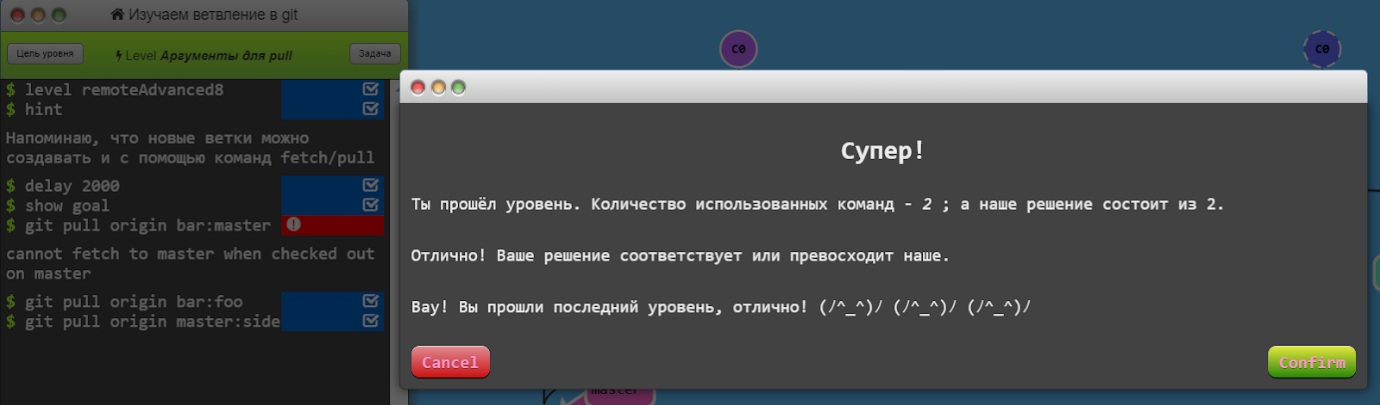 Изучаем ветвление в git
Цель уровня
Level Аргументы для pull
Задача
$ level remoteAdvanced8
$ hint
Напоминаю, что новые ветки можно
создавать и с помощью команд fetch/pull
$ delay 2000
$ show goal
$ git pull origin bar:master
cannot fetch to master when checked out
on master
$ git pull origin bar:foo
$ git pull origin master:side
c0
c0
Супер!
Ты прошёл уровень. Количество использованных команд - 2 ; а наше решение состоит из 2.
Отлично! Ваше решение соответствует или превосходит наше.
Вау! Вы прошли последний уровень, отлично! (/^_^)/ (/^_^)/ (/^_^)/
Cancel
Confirm
master